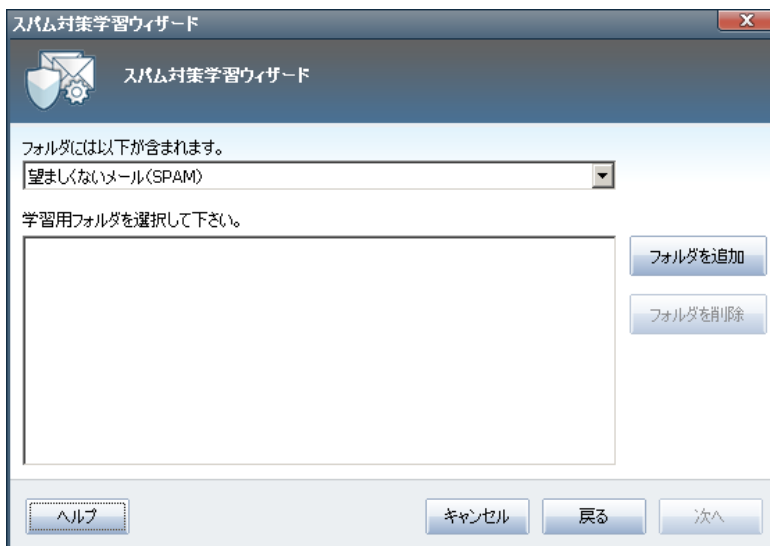 スパム対策学習ウィザード
スパム対策学習ウィザード
フォルダには以下が含まれます。
望ましくないメール(SPAM)
学習用フォルダを選択して下さい。
フォルダを追加
フォルダを削除
ヘルプ
キャンセル
戻る
次へ